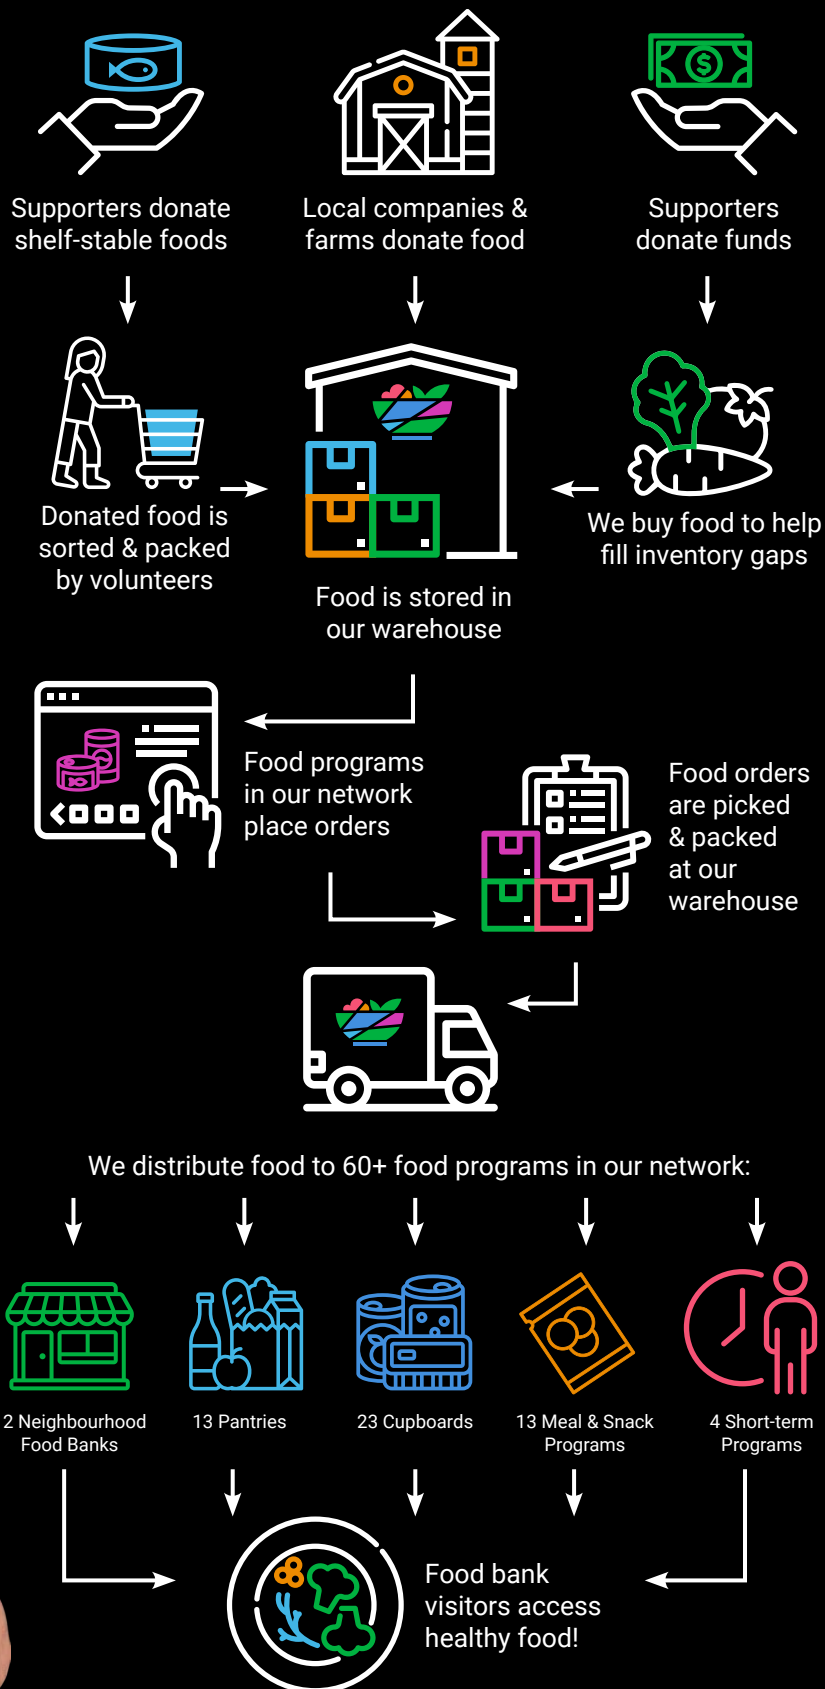 Supporters donate
shelf-stable foods
Local companies &
farms donate food
Supporters
donate funds
Donated food is
sorted & packed
by volunteers
Food is stored in
our warehouse
We buy food to help
fill inventory gaps
Food programs
in our network
place orders
Food orders
are picked
& packed
at our
warehouse
We distribute food to 60+ food programs in our network:
2 Neighbourhood
Food Banks
13 Pantries
23 Cupboards
13 Meal & Snack
Programs
4 Short-term
Programs
Food bank
visitors access
healthy food!